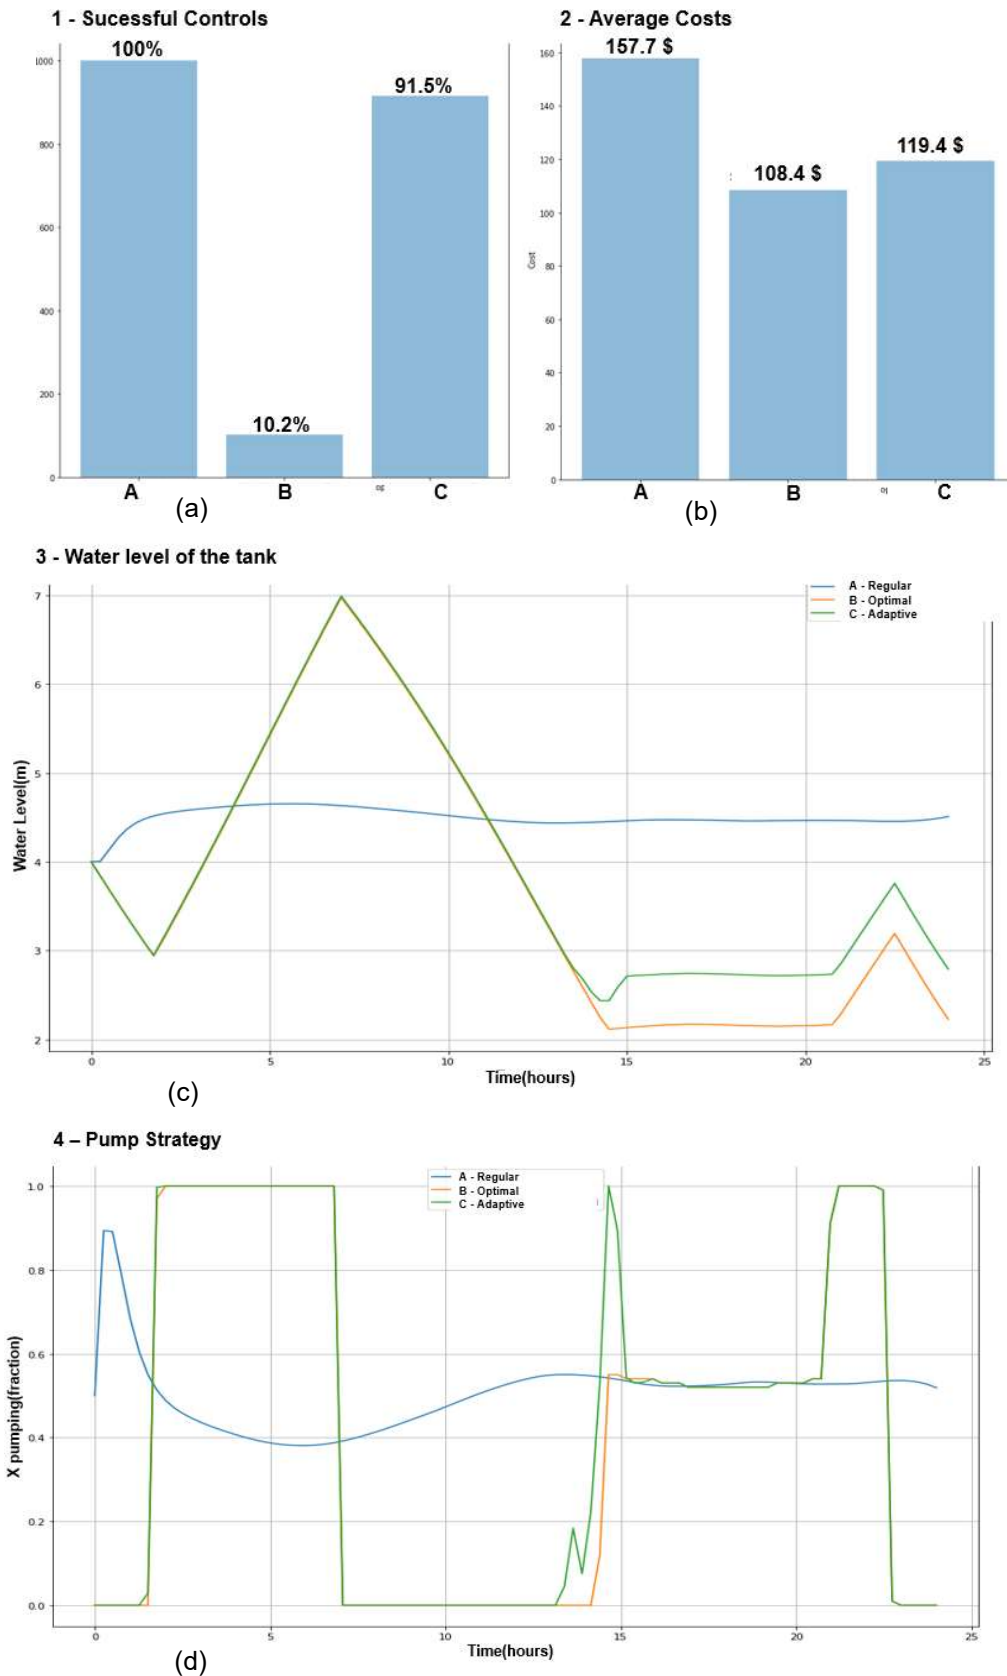 1 - Sucessful Controls
100%
91.5%
10.2%
1000
800
600
400
200
0
A
B
C
(a)
2 - Average Costs
157.7 $
119.4 $
108.4 $
160
140
120
100
80
60
40
20
0
Cost
A
B
C
(b)
3 - Water level of the tank
A - Regular
B - Optimal
C - Adaptive
7
6
5
4
3
2
Water Level(m)
0
5
10
15
20
25
Time(hours)
(c)
4 – Pump Strategy
A - Regular
B - Optimal
C - Adaptive
1.0
0.8
0.6
0.4
0.2
0.0
X pumping(fraction)
0
5
10
15
20
25
Time(hours)
(d)